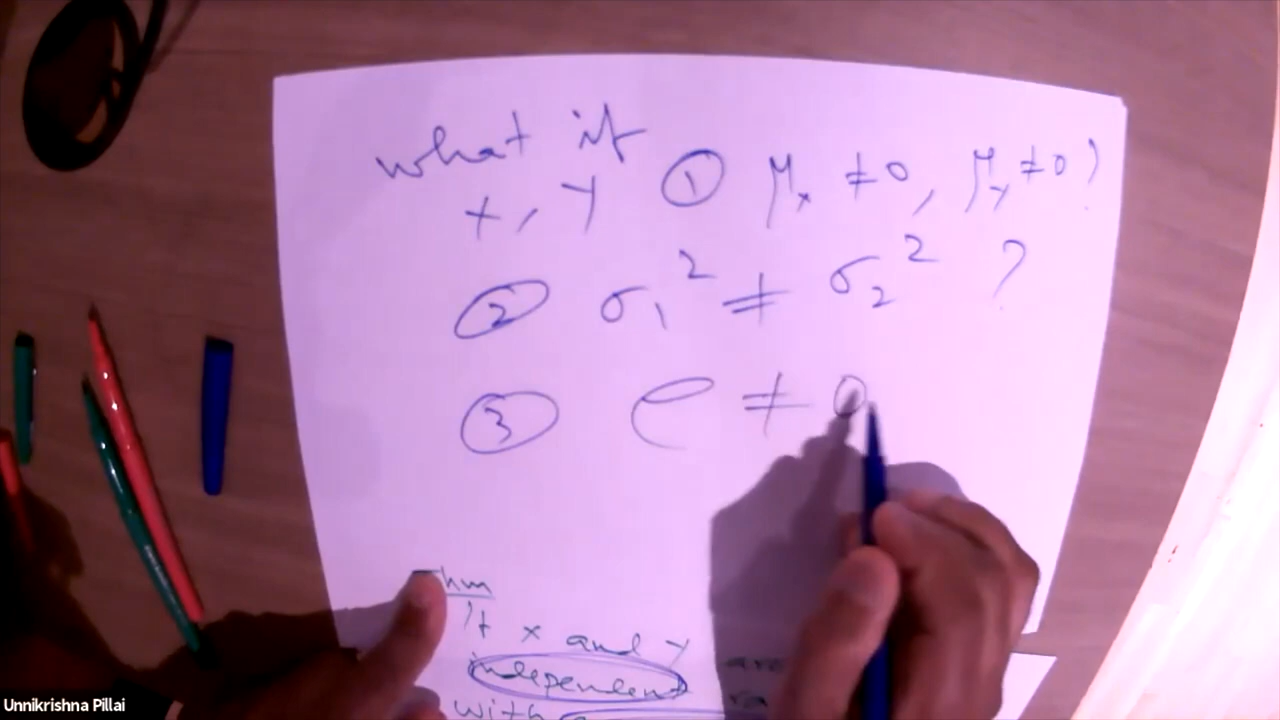 what if
x, y ① μx ≠ 0, μy ≠ 0 ?
② σ₁² ≠ σ₂² ?
③ ρ ≠ 0
Thm
If x and y are
independent
with
Unnikrishna Pillai